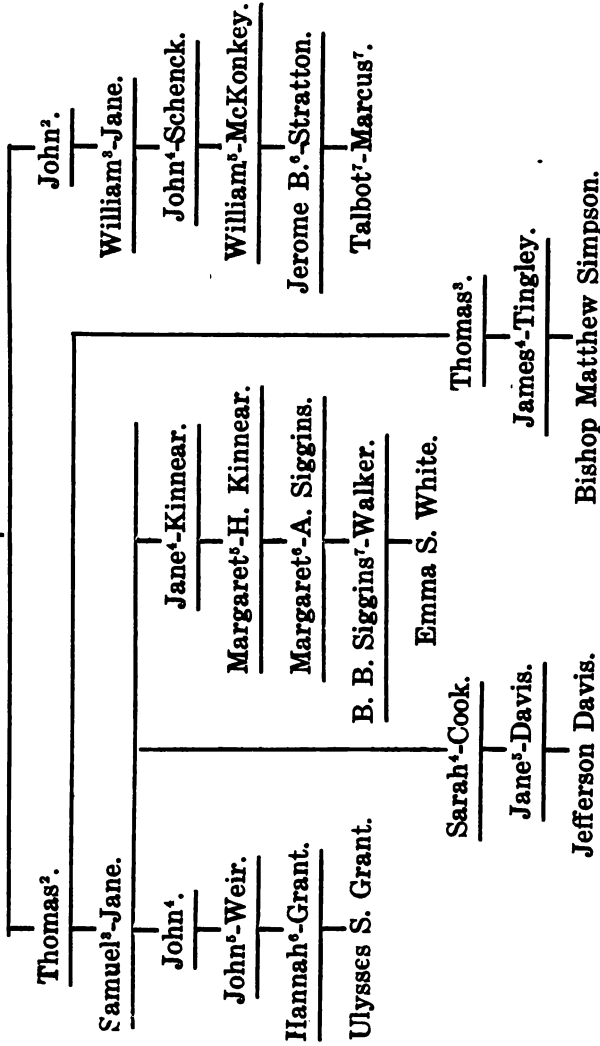 Thomas².
Samuel³-Jane.
John⁴.
John⁵-Weir.
Hannah⁶-Grant.
Ulysses S. Grant.
Sarah⁴-Cook.
Jane⁵-Davis.
Jefferson Davis.
Jane⁴-Kinnear.
Margaret⁵-H. Kinnear.
Margaret⁶-A. Siggins.
B. B. Siggins⁷-Walker.
Emma S. White.
Thomas³.
James⁴-Tingley.
Bishop Matthew Simpson.
John².
William³-Jane.
John⁴-Schenck.
William⁵-McKonkey.
Jerome B.⁶-Stratton.
Talbot⁷-Marcus⁷.